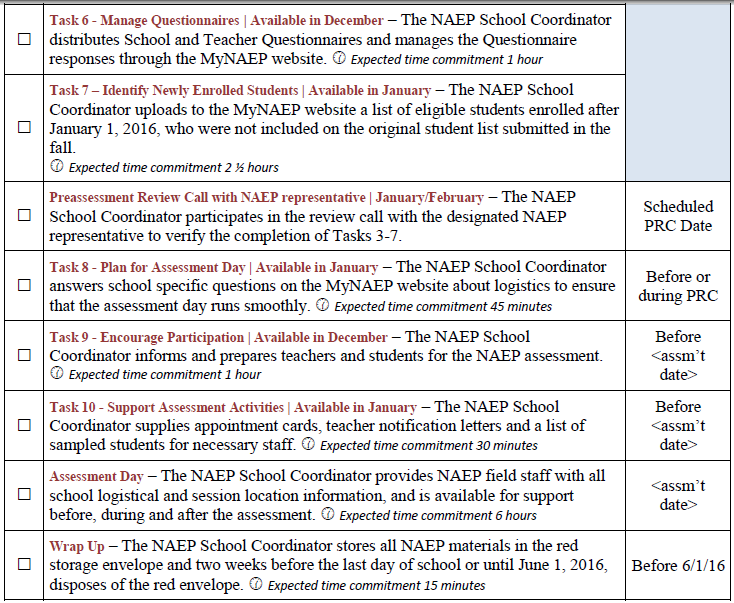 ☐ Task 6 - Manage Questionnaires | Available in December – The NAEP School Coordinator
distributes School and Teacher Questionnaires and manages the Questionnaire
responses through the MyNAEP website. 🕐 Expected time commitment 1 hour
☐ Task 7 – Identify Newly Enrolled Students | Available in January – The NAEP School
Coordinator uploads to the MyNAEP website a list of eligible students enrolled after
January 1, 2016, who were not included on the original student list submitted in the
fall.
🕐 Expected time commitment 2 ½ hours
☐ Preassessment Review Call with NAEP representative | January/February – The NAEP
School Coordinator participates in the review call with the designated NAEP
representative to verify the completion of Tasks 3-7.
Scheduled
PRC Date
☐ Task 8 - Plan for Assessment Day | Available in January – The NAEP School Coordinator
answers school specific questions on the MyNAEP website about logistics to ensure
that the assessment day runs smoothly. 🕐 Expected time commitment 45 minutes
Before or
during PRC
☐ Task 9 - Encourage Participation | Available in December – The NAEP School
Coordinator informs and prepares teachers and students for the NAEP assessment.
🕐 Expected time commitment 1 hour
Before
<assm't
date>
☐ Task 10 - Support Assessment Activities | Available in January – The NAEP School
Coordinator supplies appointment cards, teacher notification letters and a list of
sampled students for necessary staff. 🕐 Expected time commitment 30 minutes
Before
<assm't
date>
☐ Assessment Day – The NAEP School Coordinator provides NAEP field staff with all
school logistical and session location information, and is available for support
before, during and after the assessment. 🕐 Expected time commitment 6 hours
<assm't
date>
☐ Wrap Up – The NAEP School Coordinator stores all NAEP materials in the red
storage envelope and two weeks before the last day of school or until June 1, 2016,
disposes of the red envelope. 🕐 Expected time commitment 15 minutes
Before 6/1/16